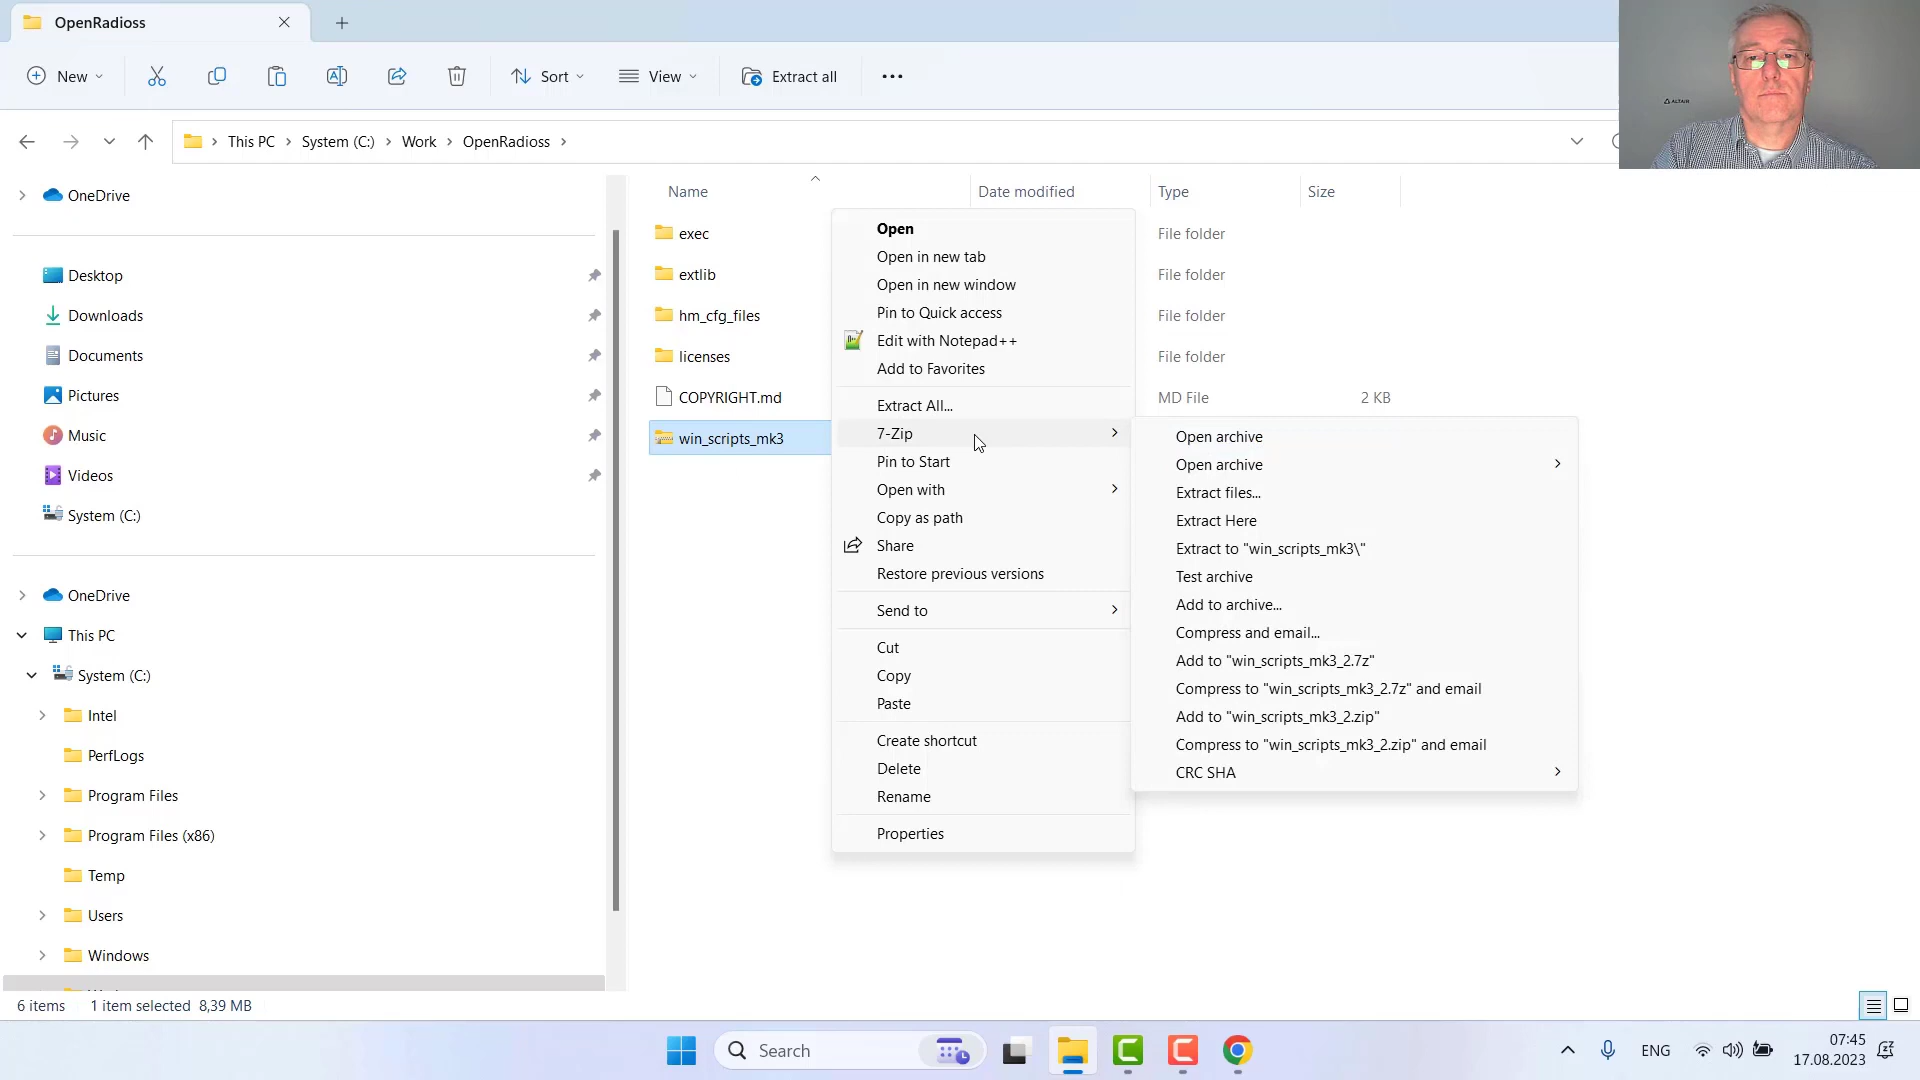 OpenRadioss
New
Sort
View
Extract all
This PC
System (C:)
Work
OpenRadioss
ALTAIR
OneDrive
Desktop
Downloads
Documents
Pictures
Music
Videos
System (C:)
OneDrive
This PC
System (C:)
Intel
PerfLogs
Program Files
Program Files (x86)
Temp
Users
Windows
Name
Date modified
Type
Size
exec
File folder
extlib
File folder
hm_cfg_files
File folder
licenses
File folder
COPYRIGHT.md
MD File
2 KB
win_scripts_mk3
Open
Open in new tab
Open in new window
Pin to Quick access
Edit with Notepad++
Add to Favorites
Extract All...
7-Zip
Pin to Start
Open with
Copy as path
Share
Restore previous versions
Send to
Cut
Copy
Paste
Create shortcut
Delete
Rename
Properties
Open archive
Open archive
Extract files...
Extract Here
Extract to "win_scripts_mk3\"
Test archive
Add to archive...
Compress and email...
Add to "win_scripts_mk3_2.7z"
Compress to "win_scripts_mk3_2.7z" and email
Add to "win_scripts_mk3_2.zip"
Compress to "win_scripts_mk3_2.zip" and email
CRC SHA
6 items
1 item selected 8,39 MB
Search
ENG
07:45
17.08.2023